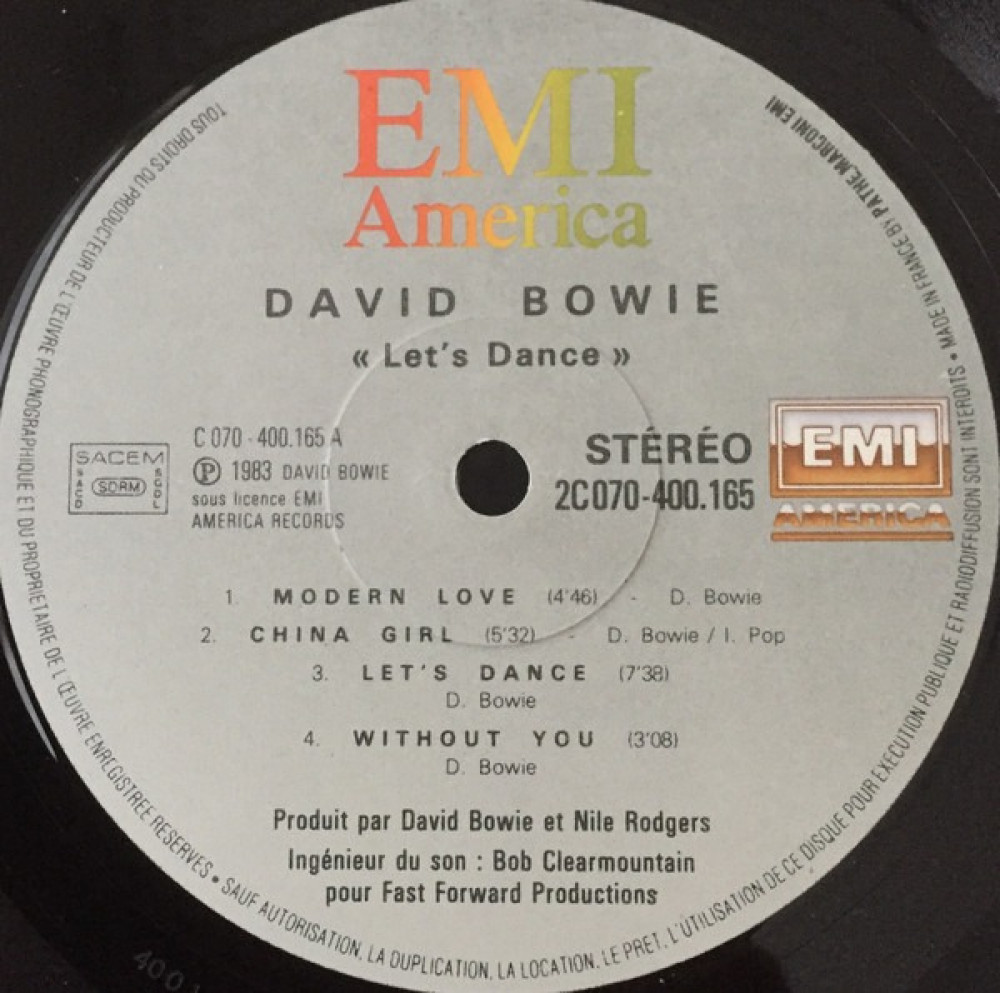 EMI
America
DAVID BOWIE
« Let's Dance »
C 070 - 400.165 A
Ⓟ 1983 DAVID BOWIE
sous licence EMI
AMERICA RECORDS
SACEM
SACD
SDRM
SGDL
STÉRÉO
2C070-400.165
EMI
AMERICA
1. MODERN LOVE (4'46) - D. Bowie
2. CHINA GIRL (5'32) - D. Bowie / I. Pop
3. LET'S DANCE (7'38)
D. Bowie
4. WITHOUT YOU (3'08)
D. Bowie
Produit par David Bowie et Nile Rodgers
Ingénieur du son : Bob Clearmountain
pour Fast Forward Productions
TOUS DROITS DU PRODUCTEUR DE L'ŒUVRE PHONOGRAPHIQUE ET DU PROPRIETAIRE DE L'ŒUVRE ENREGISTREE RESERVES • SAUF AUTORISATION, LA DUPLICATION, LA LOCATION, LE PRET, L'UTILISATION DE CE DISQUE POUR EXECUTION PUBLIQUE ET RADIODIFFUSION SONT INTERDITS • MADE IN FRANCE BY PATHE MARCONI EMI